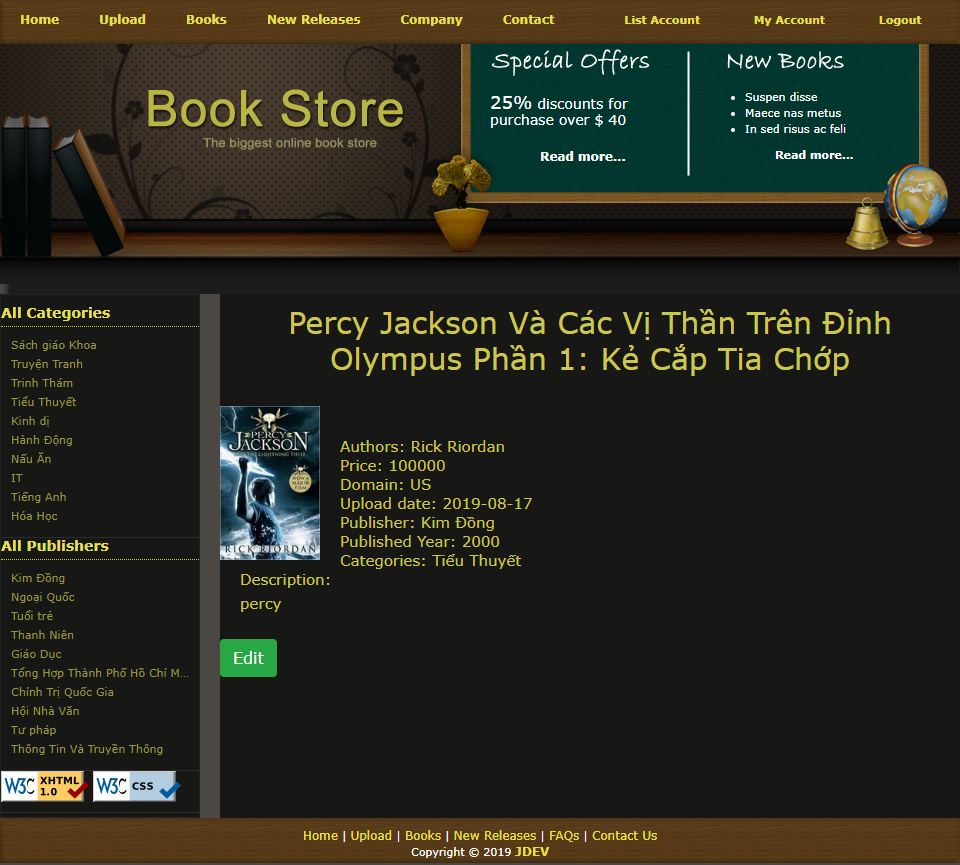 Home Upload Books New Releases Company Contact List Account My Account Logout
Book Store
The biggest online book store
Special Offers
25% discounts for
purchase over $ 40
Read more...
New Books
Suspen disse
Maece nas metus
In sed risus ac feli
Read more...
All Categories
Sách giáo Khoa
Truyện Tranh
Trinh Thám
Tiểu Thuyết
Kinh dị
Hành Động
Nấu Ăn
IT
Tiếng Anh
Hóa Học
All Publishers
Kim Đồng
Ngoại Quốc
Tuổi trẻ
Thanh Niên
Giáo Dục
Tổng Hợp Thành Phố Hồ Chí M...
Chính Trị Quốc Gia
Hội Nhà Văn
Tư pháp
Thông Tin Và Truyền Thông
W3C XHTML 1.0
W3C CSS
Percy Jackson Và Các Vị Thần Trên Đỉnh
Olympus Phần 1: Kẻ Cắp Tia Chớp
PERCY
JACKSON
RICK RIORDAN
Authors: Rick Riordan
Price: 100000
Domain: US
Upload date: 2019-08-17
Publisher: Kim Đồng
Published Year: 2000
Categories: Tiểu Thuyết
Description:
percy
Edit
Home | Upload | Books | New Releases | FAQs | Contact Us
Copyright © 2019 JDEV